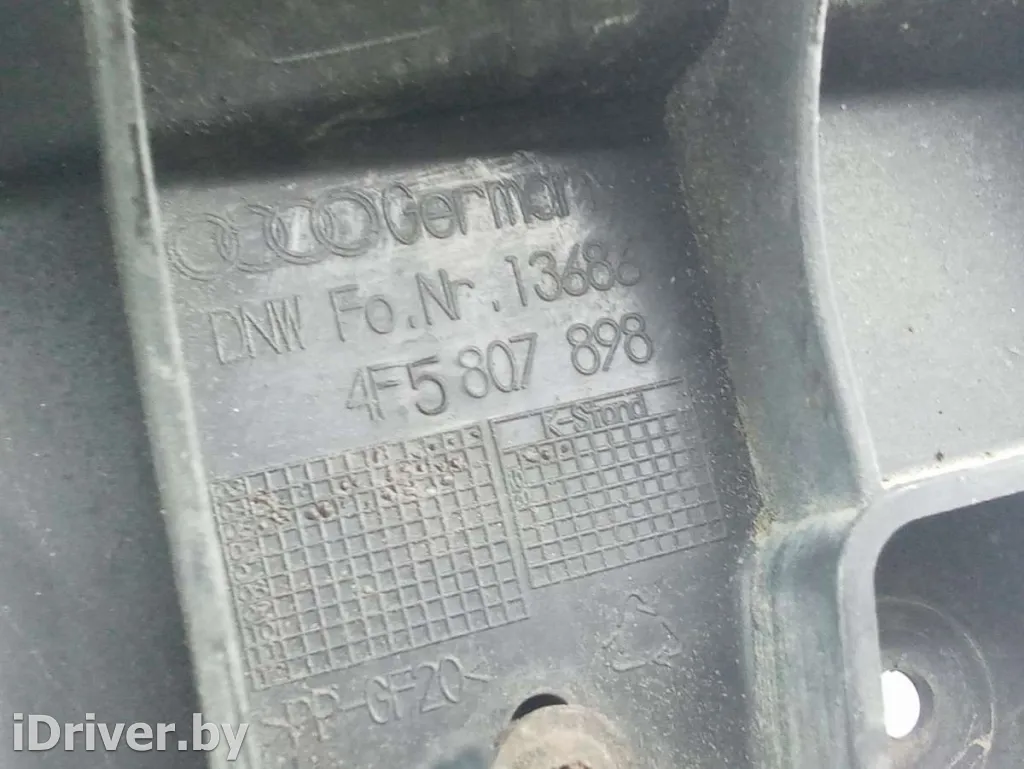 Germany
DNW Fo.Nr.13686
4F5 807 898
K-Stand
>PP-GF20<
iDriver.by